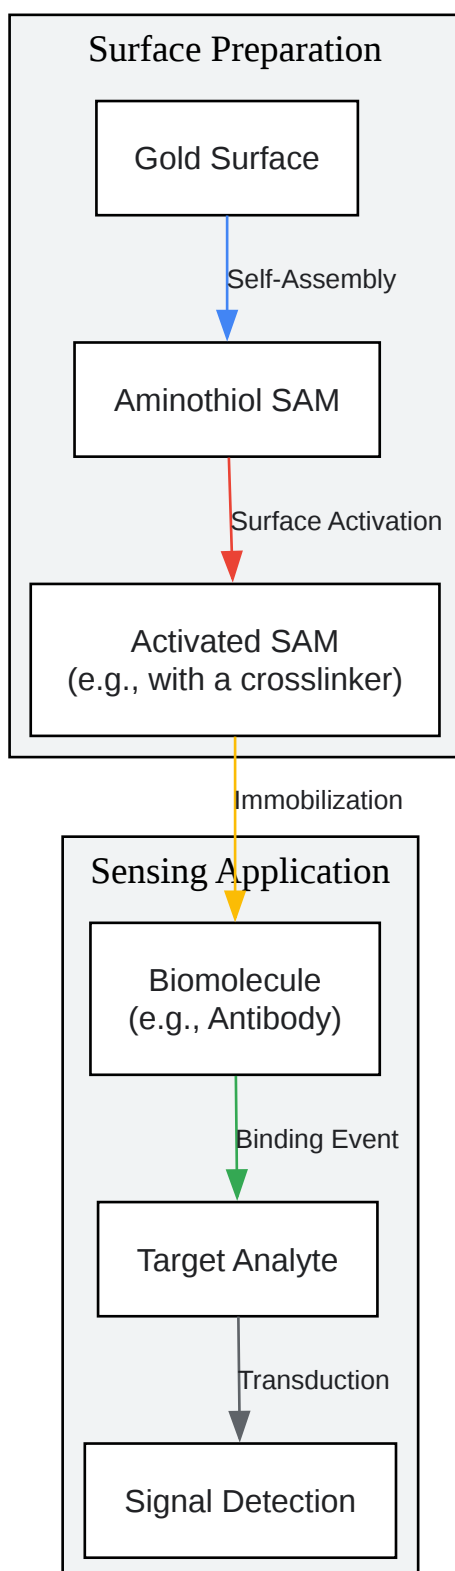 Surface Preparation
Gold Surface
Self-Assembly
Aminothiol SAM
Surface Activation
Activated SAM
(e.g., with a crosslinker)
Immobilization
Sensing Application
Biomolecule
(e.g., Antibody)
Binding Event
Target Analyte
Transduction
Signal Detection